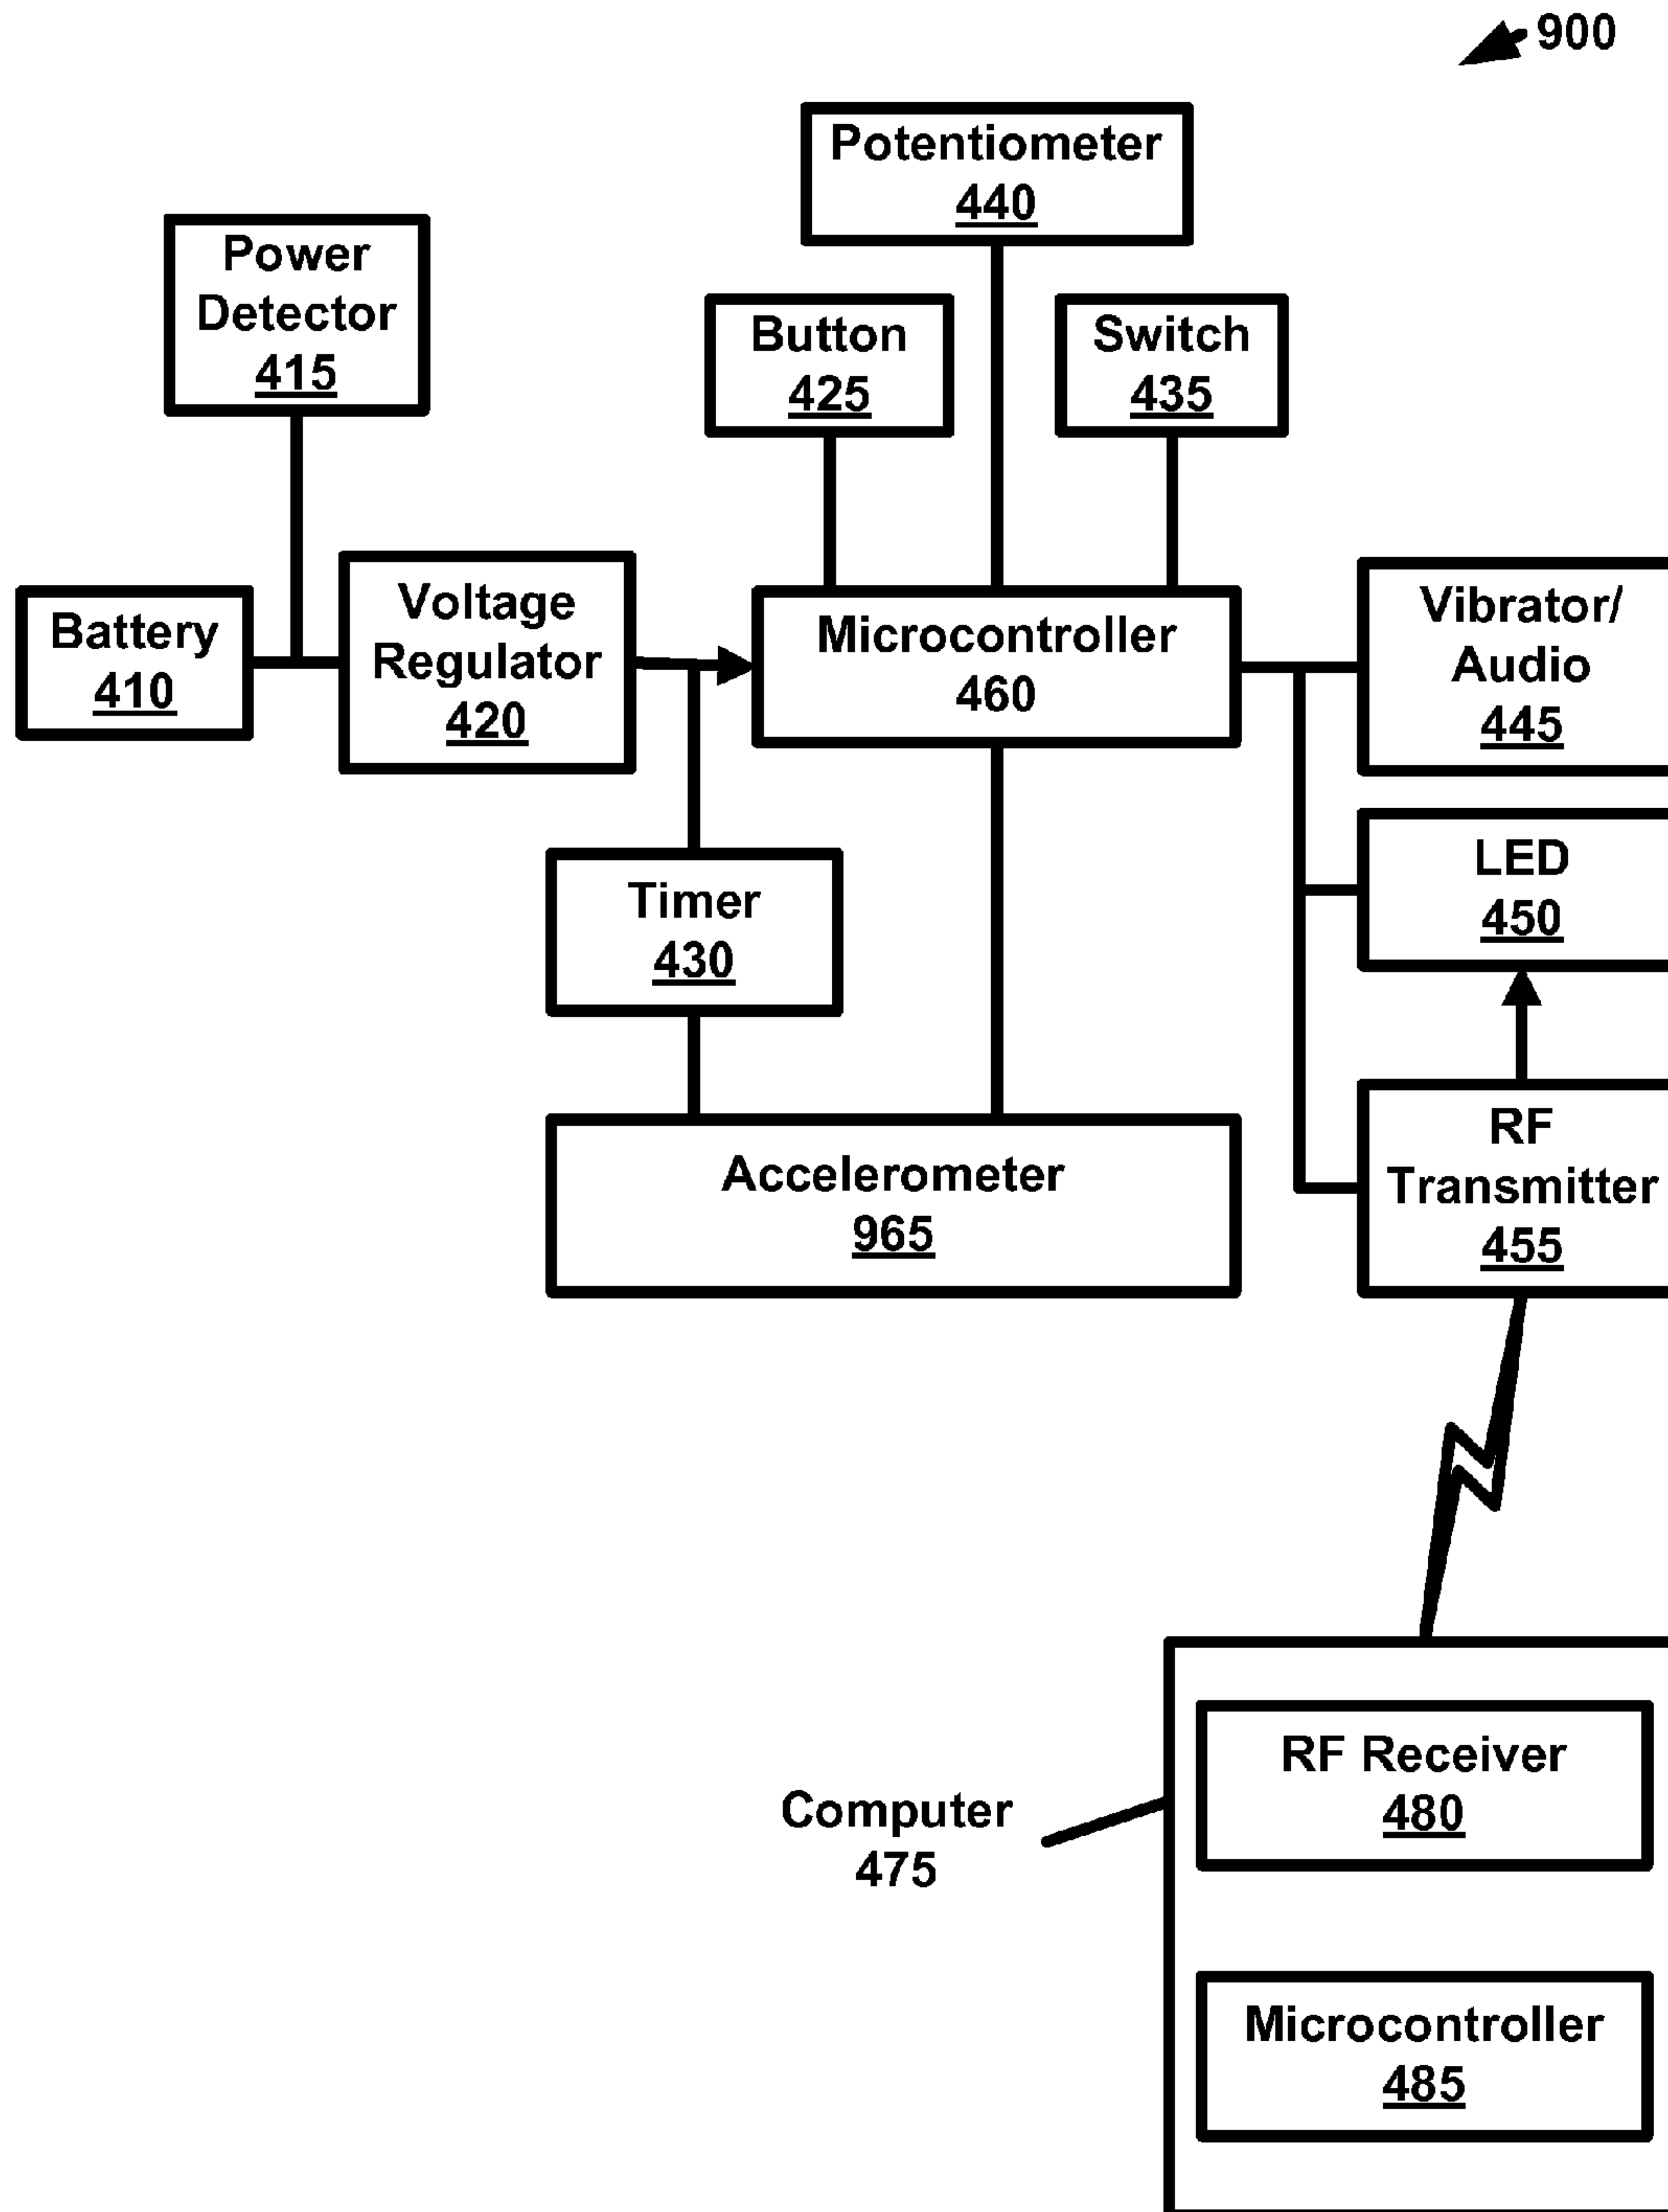 900
Potentiometer
440
Power
Detector
415
Button
425
Switch
435
Battery
410
Voltage
Regulator
420
Microcontroller
460
Vibrator/
Audio
445
LED
450
Timer
430
RF
Transmitter
455
Accelerometer
965
RF Receiver
480
Computer
475
Microcontroller
485